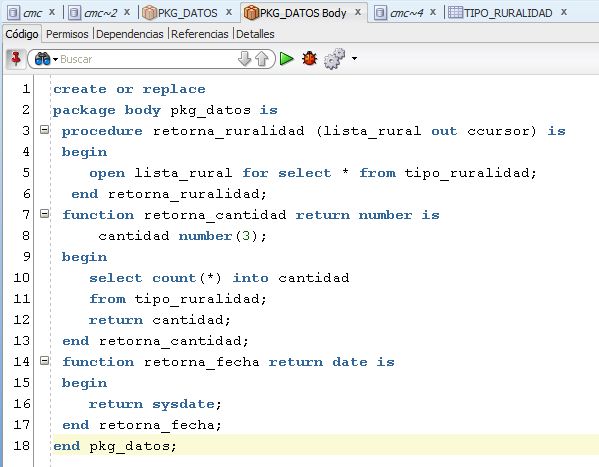 cmc x cmc~2 x PKG_DATOS x PKG_DATOS Body x cmc~4 x TIPO_RURALIDAD x
Código Permisos Dependencias Referencias Detalles
Buscar
1 create or replace
2 package body pkg_datos is
3 procedure retorna_ruralidad (lista_rural out ccursor) is
4 begin
5 open lista_rural for select * from tipo_ruralidad;
6 end retorna_ruralidad;
7 function retorna_cantidad return number is
8 cantidad number(3);
9 begin
10 select count(*) into cantidad
11 from tipo_ruralidad;
12 return cantidad;
13 end retorna_cantidad;
14 function retorna_fecha return date is
15 begin
16 return sysdate;
17 end retorna_fecha;
18 end pkg_datos;